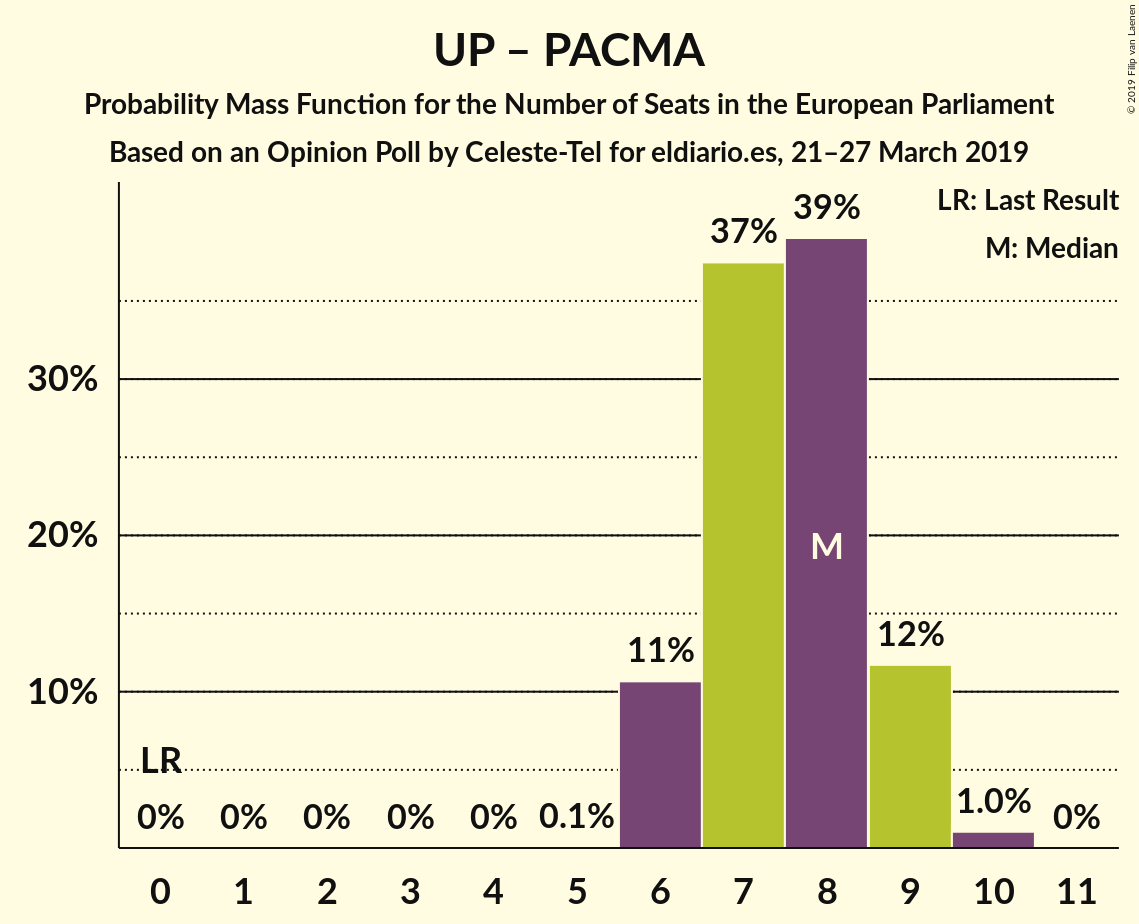 UP – PACMA
Probability Mass Function for the Number of Seats in the European Parliament
Based on an Opinion Poll by Celeste-Tel for eldiario.es, 21–27 March 2019
© 2019 Filip van Laenen
LR: Last Result
M: Median
39%
37%
30%
20%
M
12%
11%
10%
LR
0% 0% 0% 0% 0% 0.1% 1.0% 0%
0 1 2 3 4 5 6 7 8 9 10 11